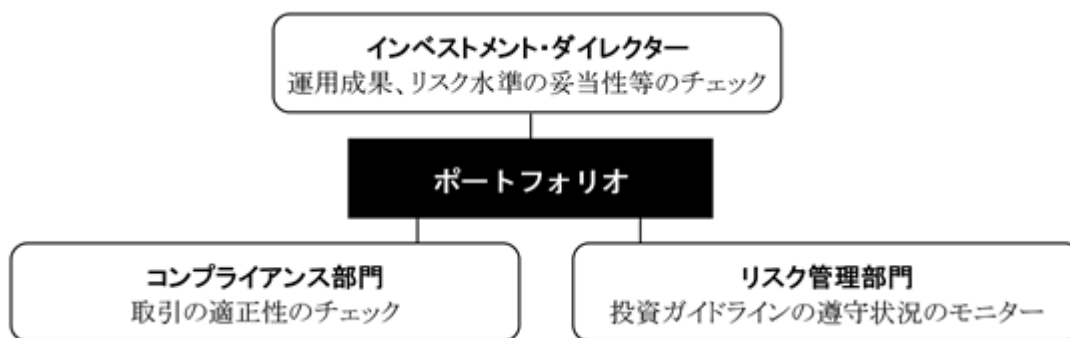 インベストメント・ダイレクター
運用成果、リスク水準の妥当性等のチェック
ポートフォリオ
コンプライアンス部門
取引の適正性のチェック
リスク管理部門
投資ガイドラインの遵守状況のモニター